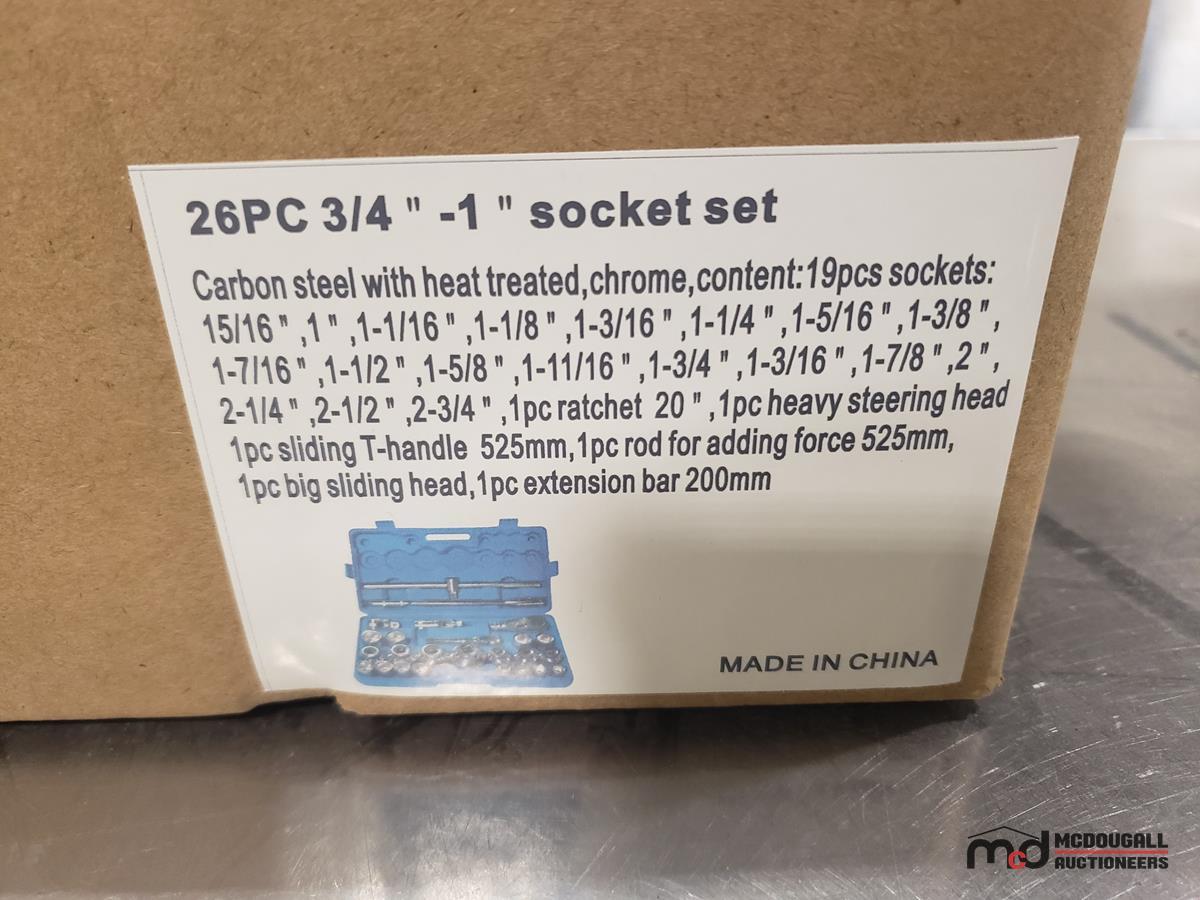 26PC 3/4 " -1 " socket set
Carbon steel with heat treated,chrome,content:19pcs sockets:
15/16 " ,1 " ,1-1/16 " ,1-1/8 " ,1-3/16 " ,1-1/4 " ,1-5/16 " ,1-3/8 " ,
1-7/16 " ,1-1/2 " ,1-5/8 " ,1-11/16 " ,1-3/4 " ,1-3/16 " ,1-7/8 " ,2 " ,
2-1/4 " ,2-1/2 " ,2-3/4 " ,1pc ratchet 20 " ,1pc heavy steering head
1pc sliding T-handle 525mm,1pc rod for adding force 525mm,
1pc big sliding head,1pc extension bar 200mm
MADE IN CHINA
mcd MCDOUGALL
AUCTIONEERS